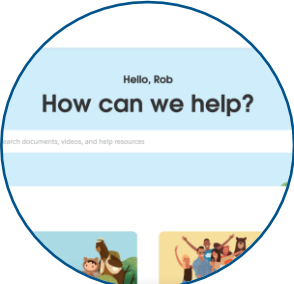 Hello, Rob
How can we help?
earch documents, videos, and help resources